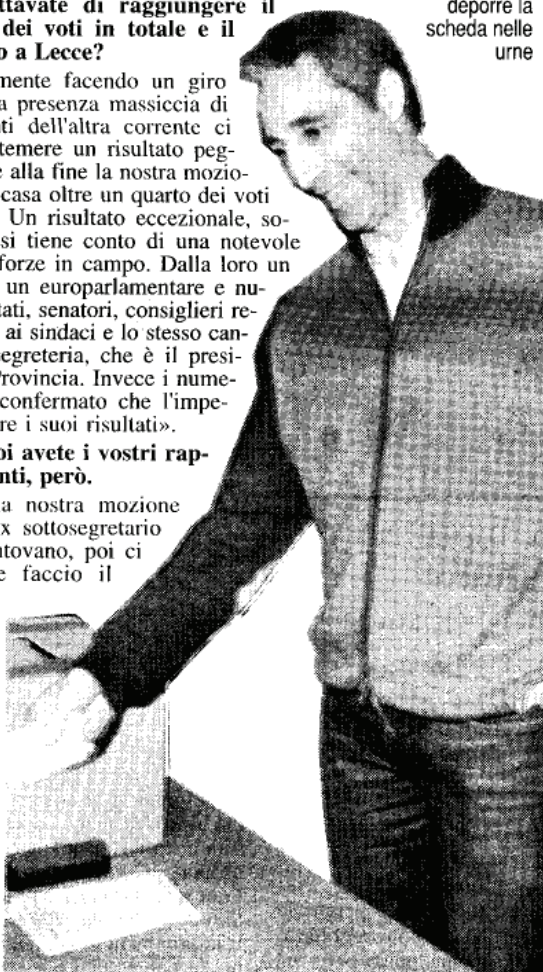 ttavate di raggiungere il
dei voti in totale e il
o a Lecce?
mente facendo un giro
a presenza massiccia di
ti dell'altra corrente ci
temere un risultato peg-
e alla fine la nostra mozio-
casa oltre un quarto dei voti
Un risultato eccezionale, so-
si tiene conto di una notevole
forze in campo. Dalla loro un
un europarlamentare e nu-
tati, senatori, consiglieri re-
ai sindaci e lo stesso can-
egreteria, che è il presi-
Provincia. Invece i nume-
confermato che l'impe-
re i suoi risultati».
oi avete i vostri rap-
nti, però.
a nostra mozione
x sottosegretario
ntovano, poi ci
e faccio il
deporre la
scheda nelle
urne